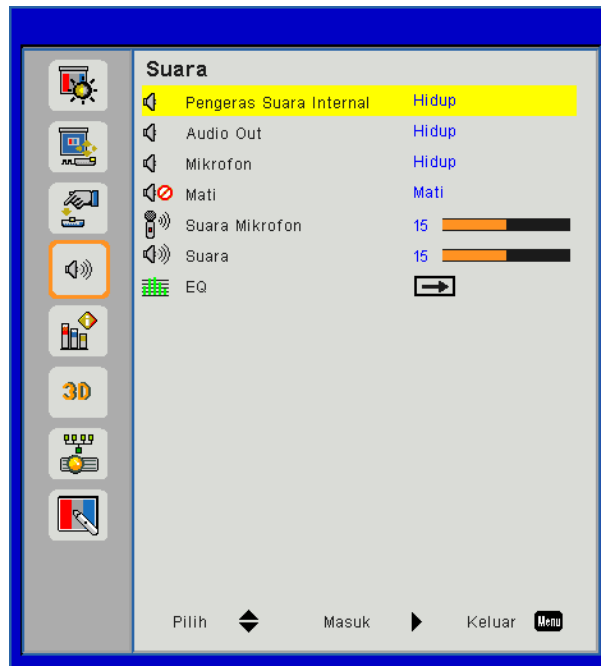 Suara
Pengeras Suara Internal Hidup
Audio Out Hidup
Mikrofon Hidup
Mati Mati
Suara Mikrofon 15
Suara 15
EQ
3D
Pilih Masuk Keluar Menu